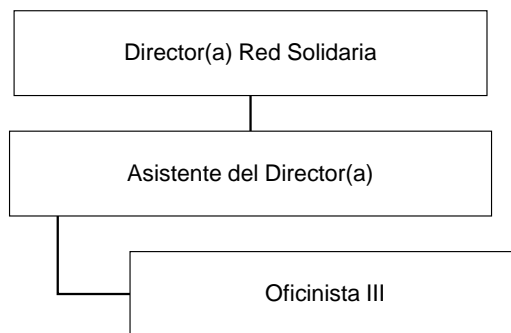 Director(a) Red Solidaria
Asistente del Director(a)
Oficinista III